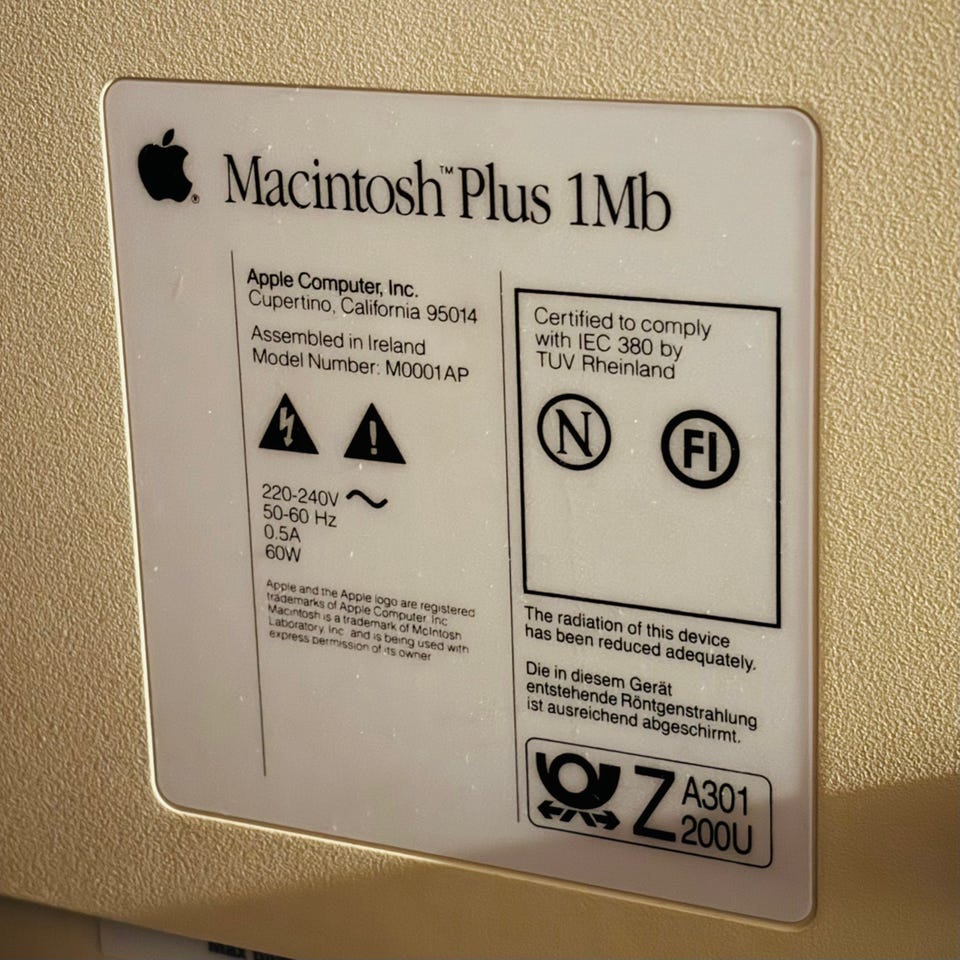 Macintosh™ Plus 1Mb
Apple Computer, Inc.
Cupertino, California 95014
Assembled in Ireland
Model Number: M0001AP
220-240V
50-60 Hz
0.5A
60W
Apple and the Apple logo are registered
trademarks of Apple Computer, Inc.
Macintosh is a trademark of McIntosh
Laboratory, Inc. and is being used with
express permission of its owner
Certified to comply
with IEC 380 by
TUV Rheinland
N
FI
The radiation of this device
has been reduced adequately.
Die in diesem Gerät
entstehende Röntgenstrahlung
ist ausreichend abgeschirmt.
Z A301
200U